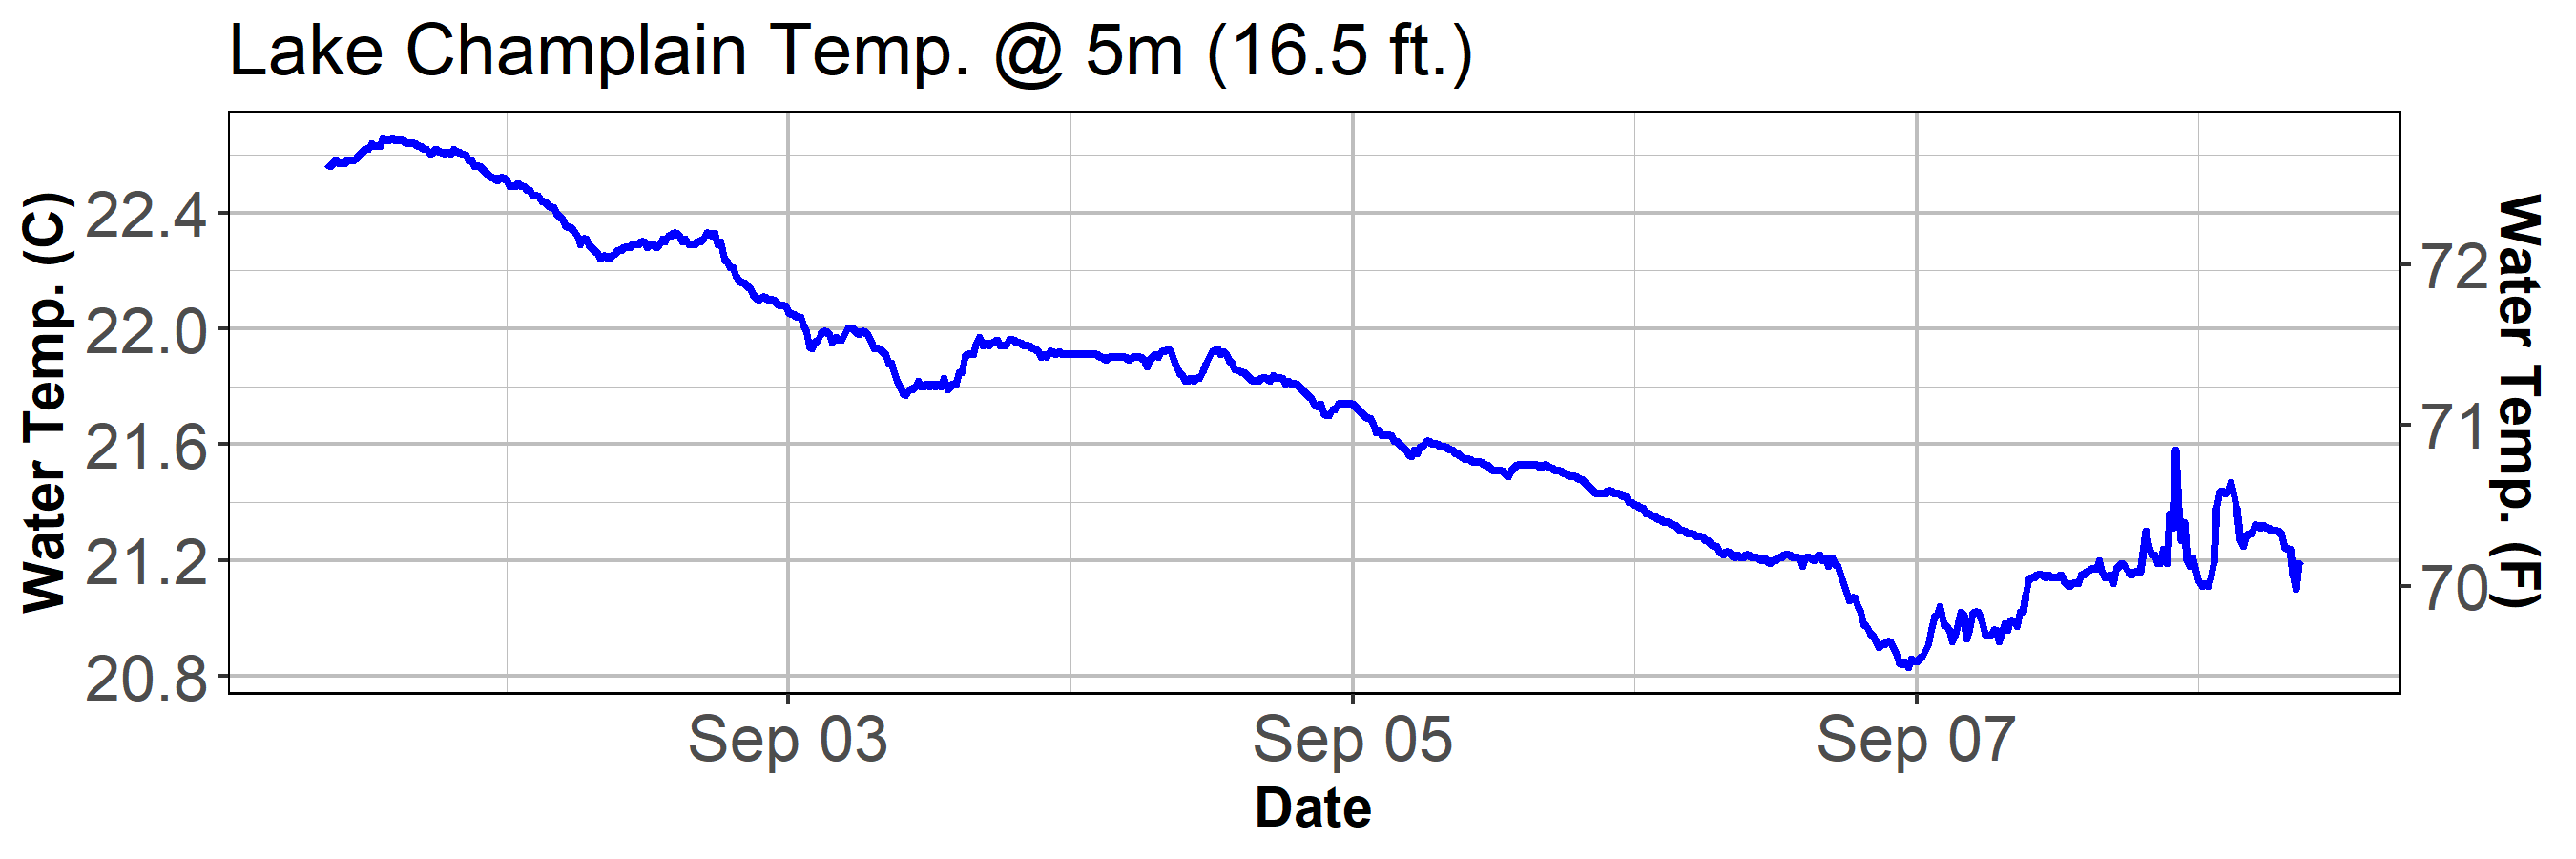 Lake Champlain Temp. @ 5m (16.5 ft.)
Water Temp. (C)
22.4
22.0
21.6
21.2
20.8
72
71
70
Water Temp. (F)
Sep 03 Sep 05 Sep 07
Date